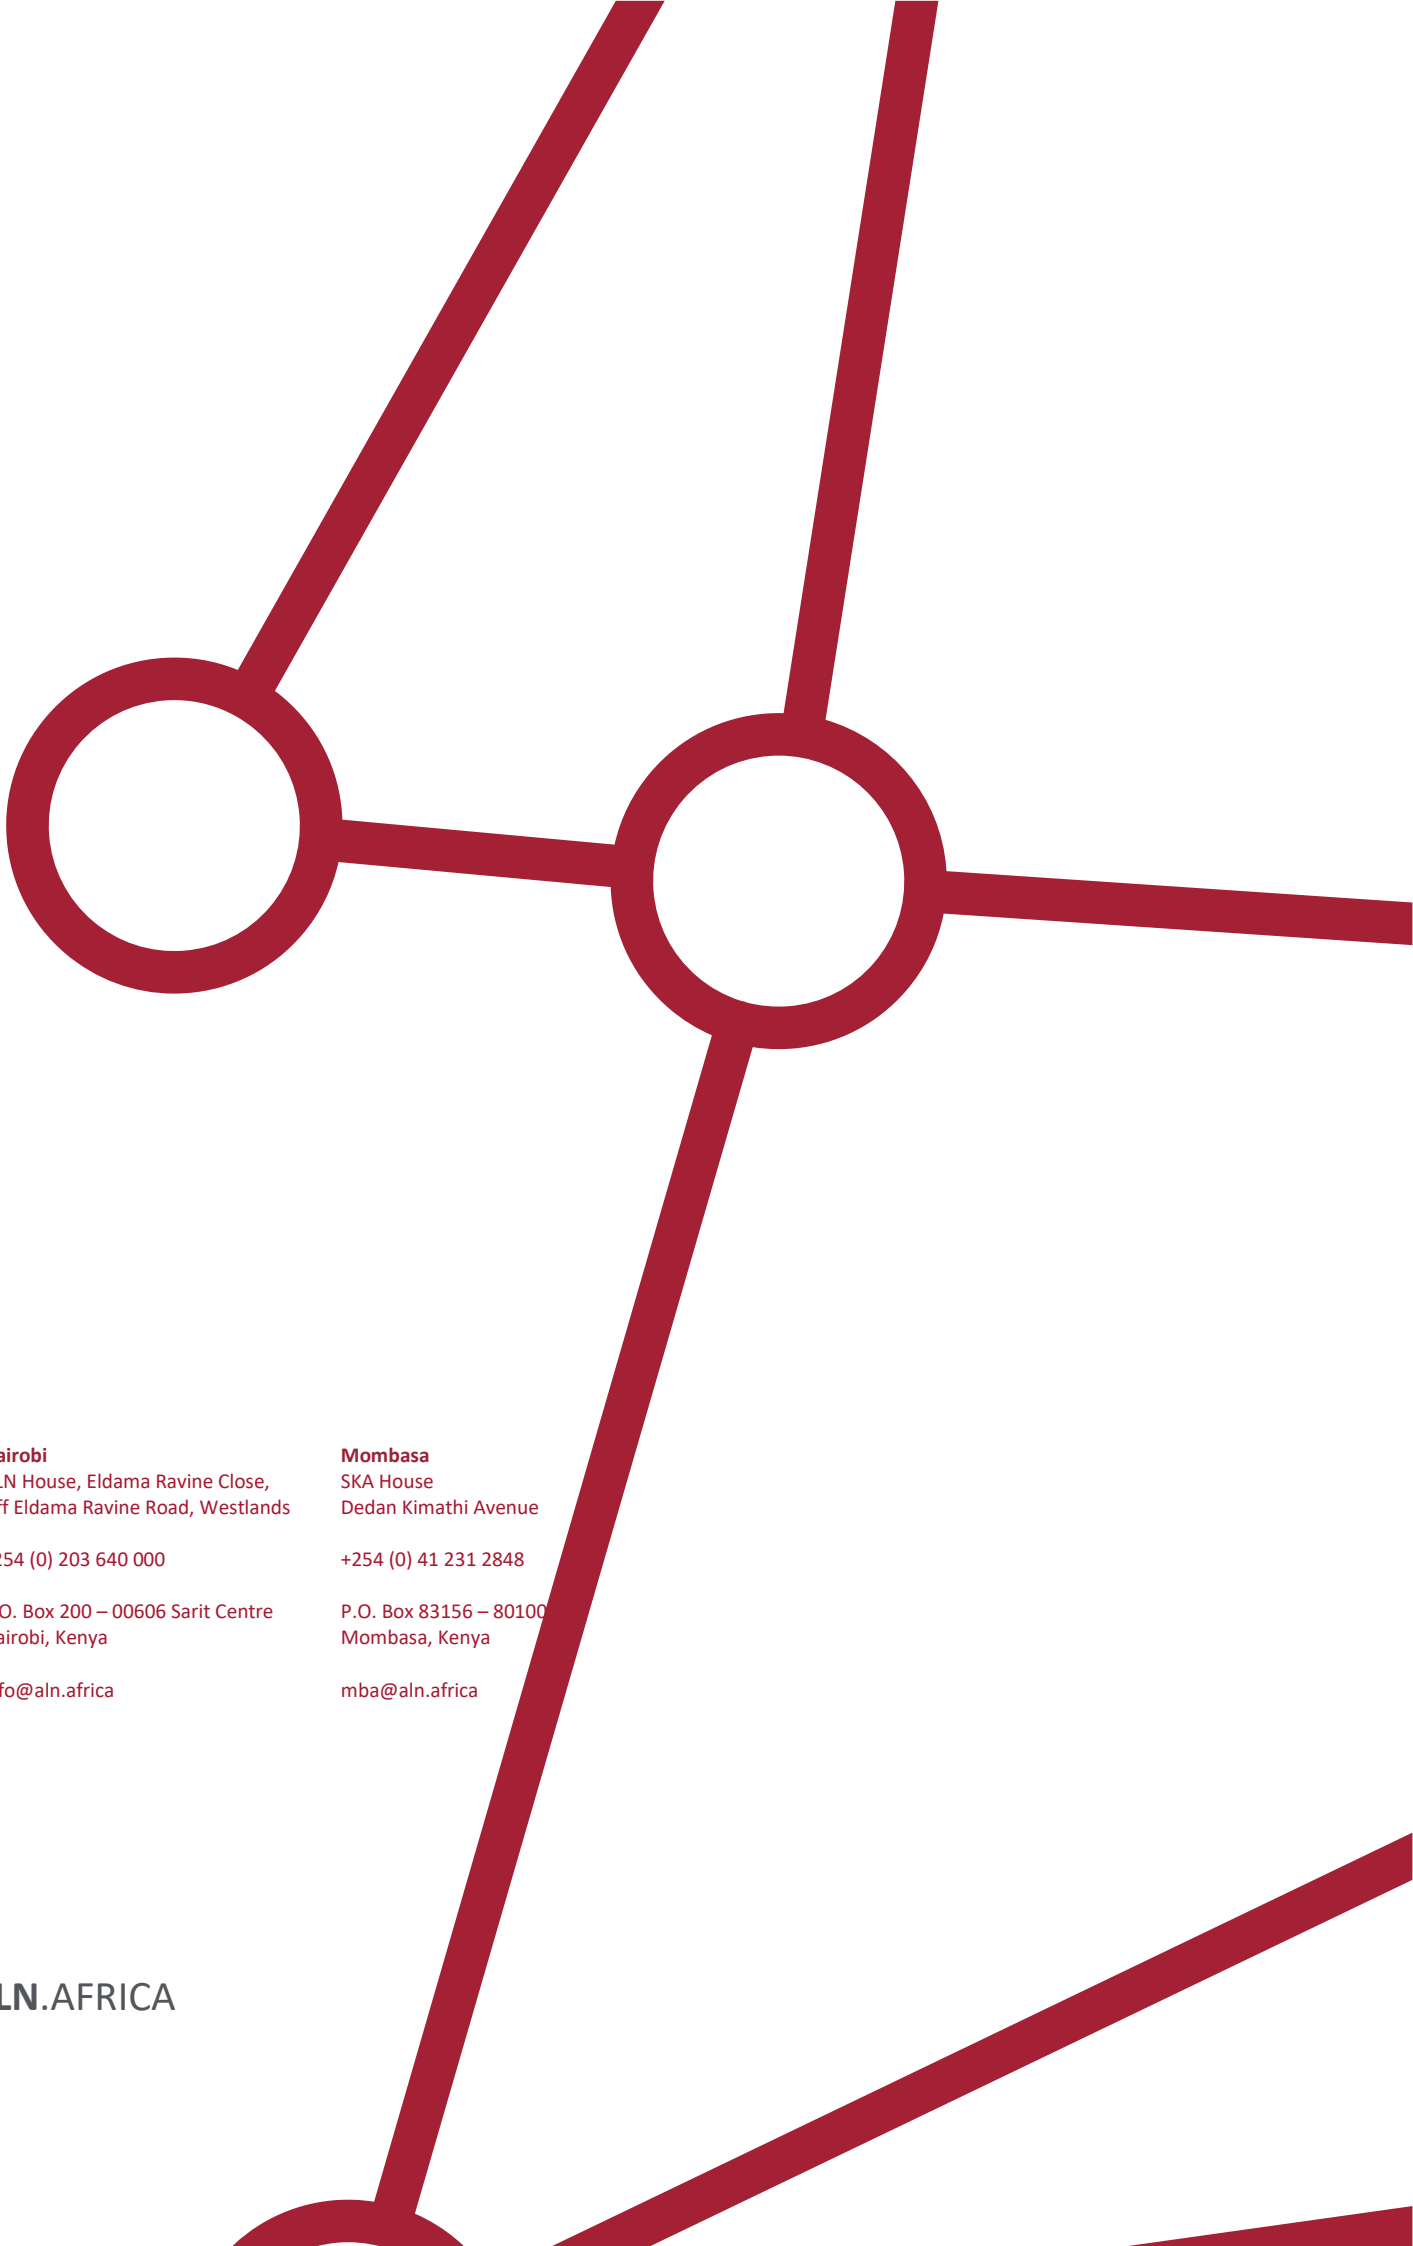 airobi
LN House, Eldama Ravine Close,
ff Eldama Ravine Road, Westlands
254 (0) 203 640 000
O. Box 200 – 00606 Sarit Centre
airobi, Kenya
fo@aln.africa
Mombasa
SKA House
Dedan Kimathi Avenue
+254 (0) 41 231 2848
P.O. Box 83156 – 80100
Mombasa, Kenya
mba@aln.africa
LN.AFRICA